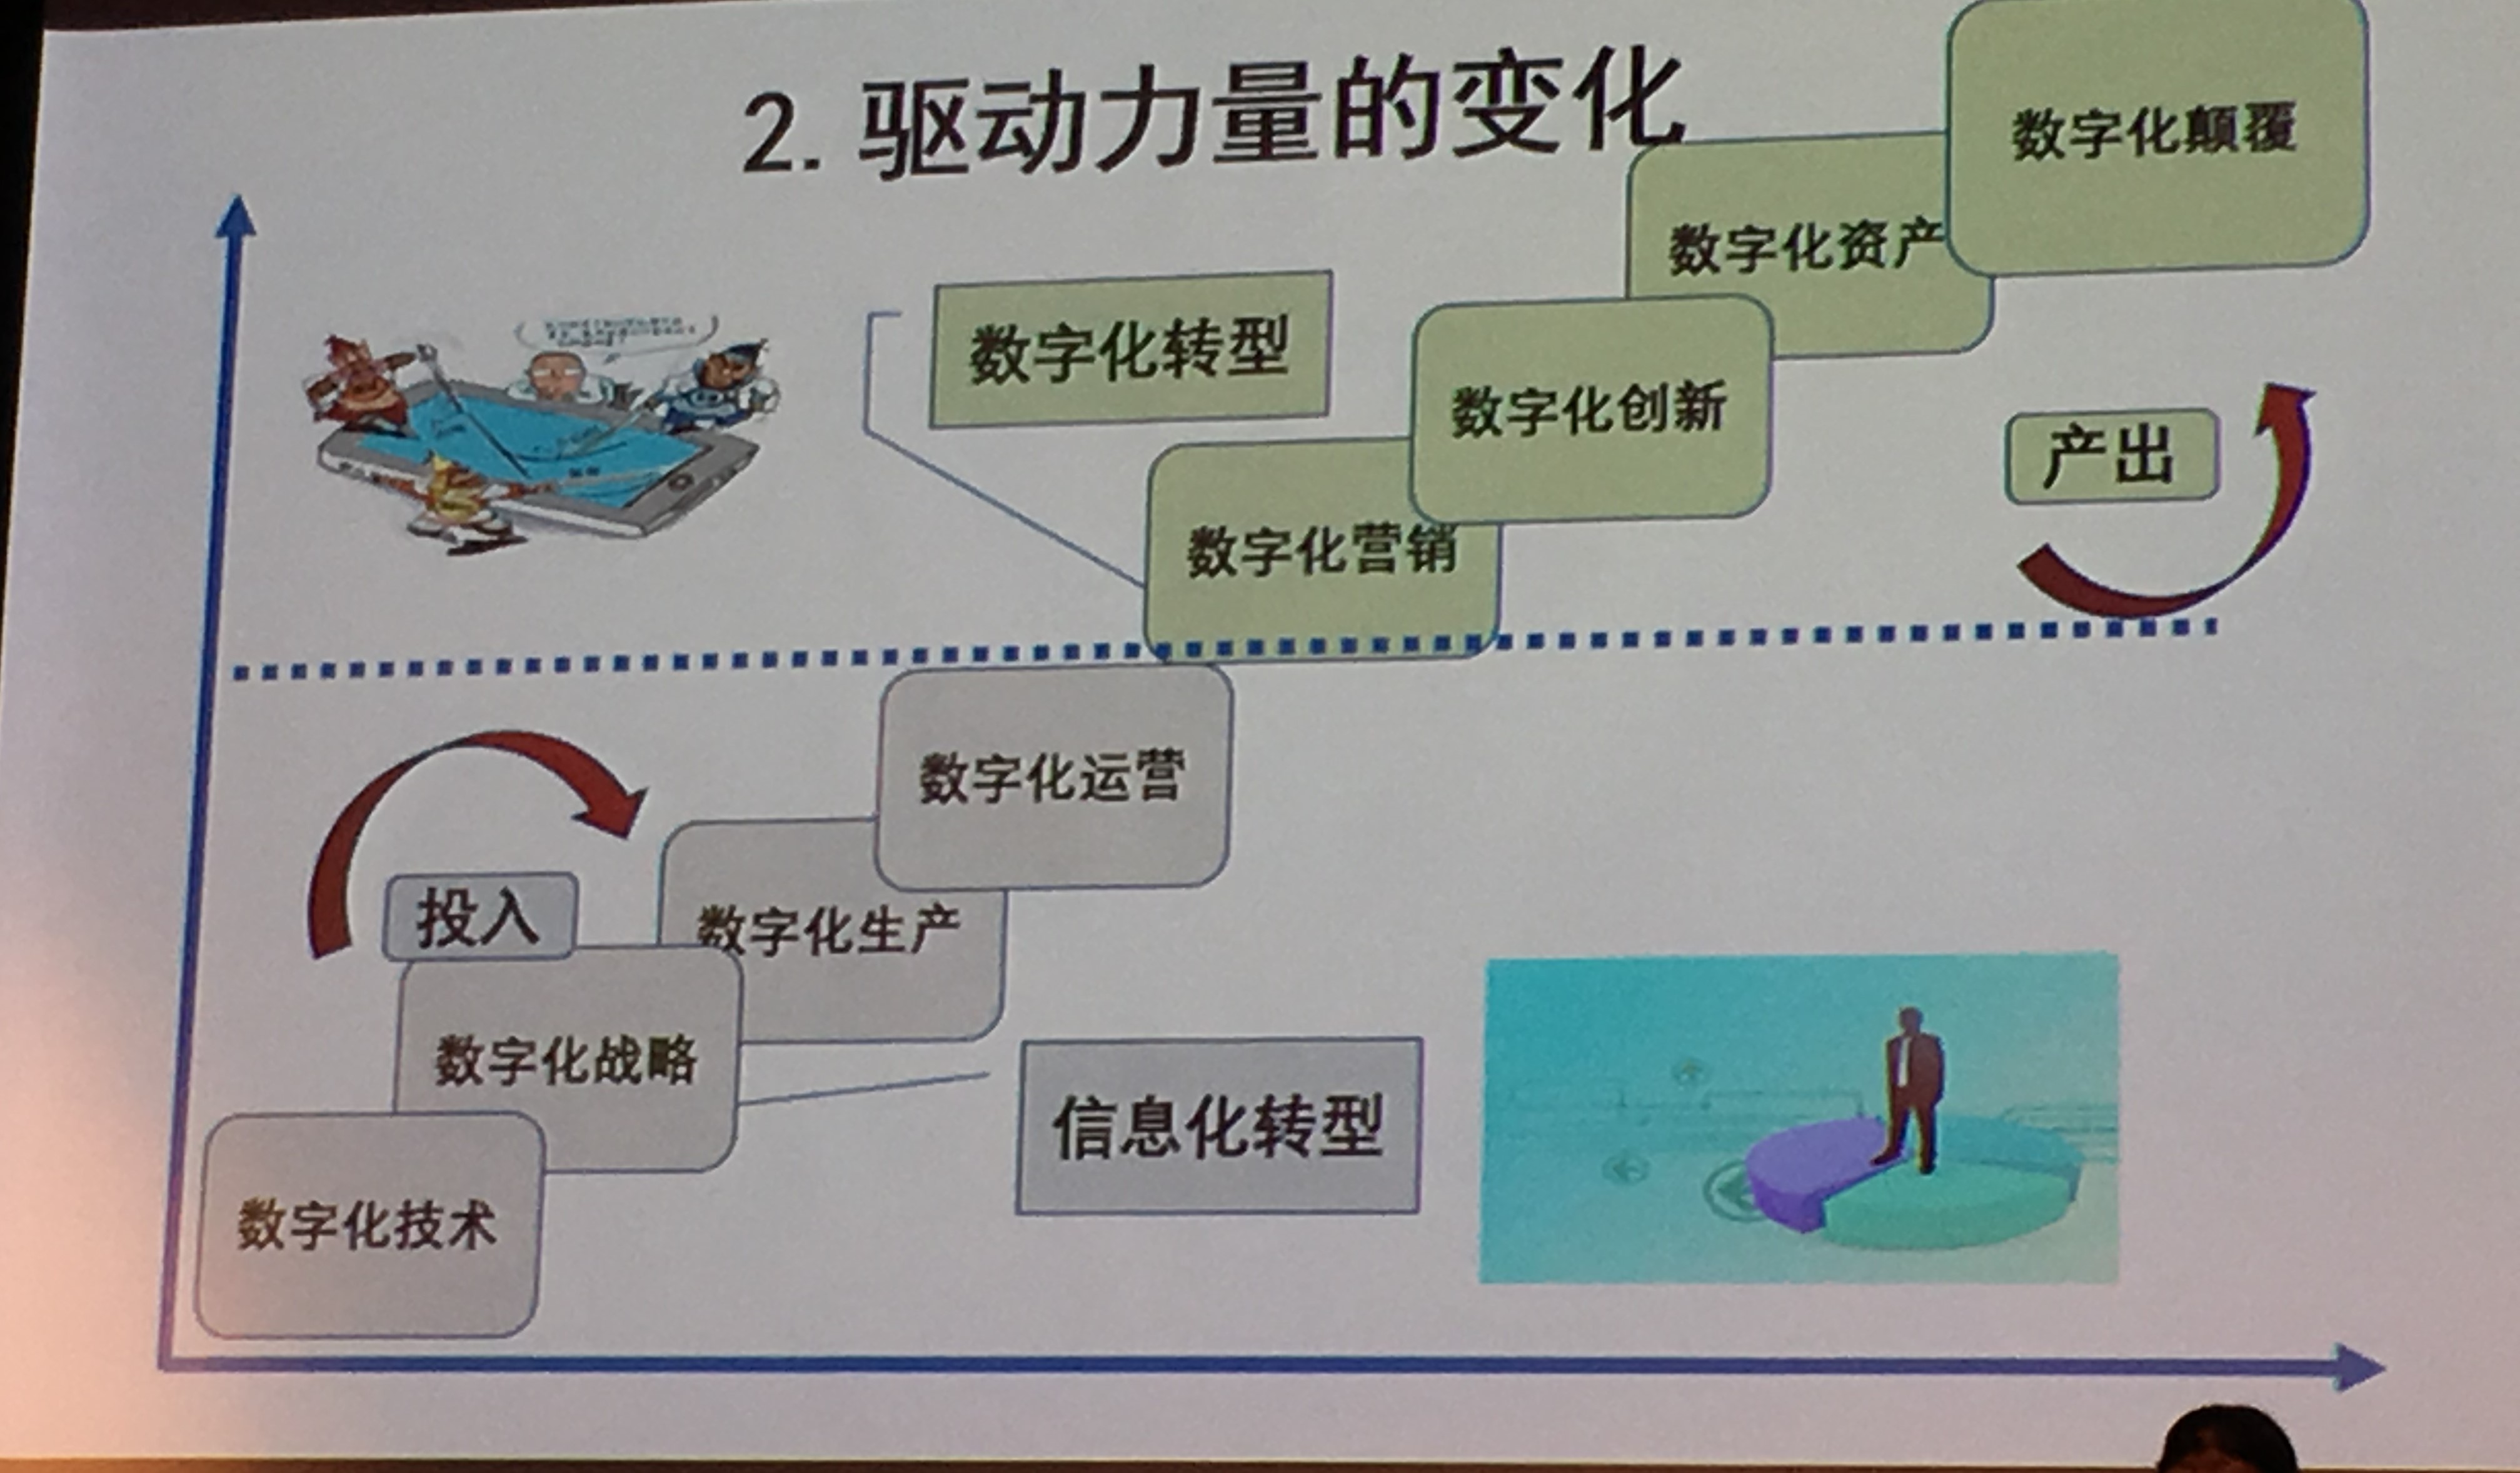 2. 驱动力量的变化
数字化颠覆
数字化资产
数字化转型
数字化创新
产出
数字化营销
数字化运营
投入
数字化生产
数字化战略
信息化转型
数字化技术